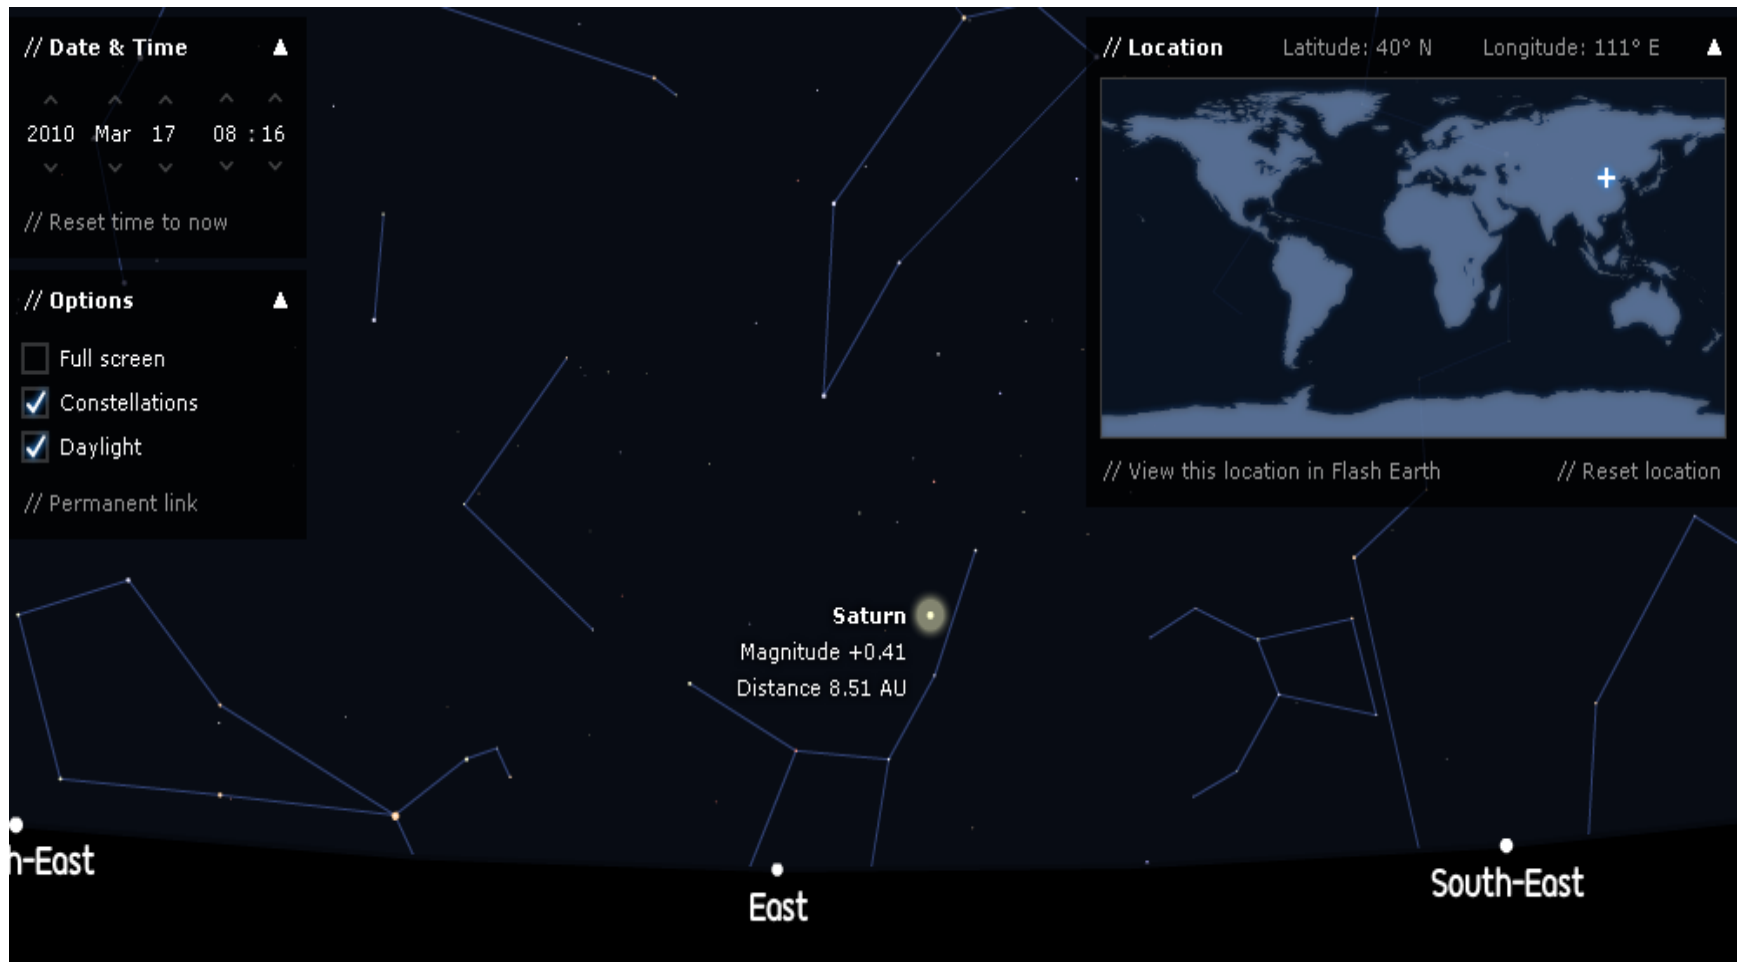 // Date & Time
2010 Mar 17 08 : 16
// Reset time to now
// Options
Full screen
Constellations
Daylight
// Permanent link
// Location Latitude: 40° N Longitude: 111° E
// View this location in Flash Earth // Reset location
Saturn
Magnitude +0.41
Distance 8.51 AU
h-East
East
South-East